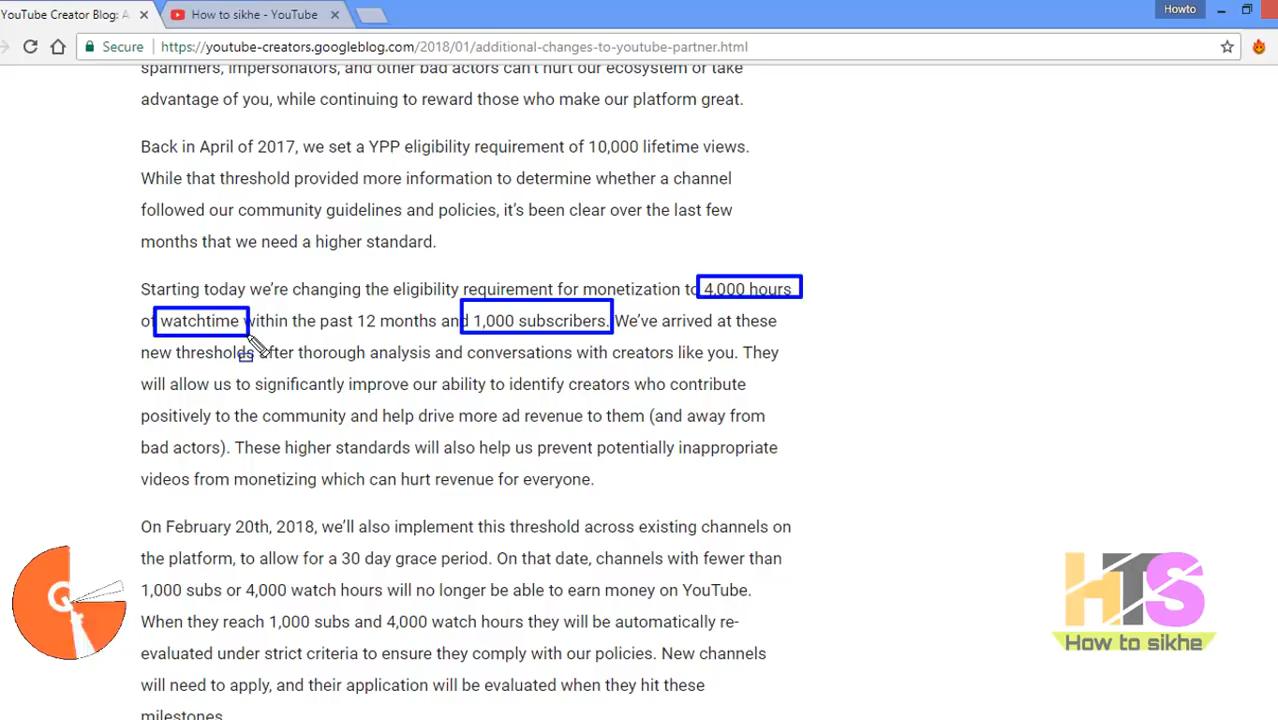 YouTube Creator Blog: A
How to sikhe - YouTube
Howto
Secure
https://youtube-creators.googleblog.com/2018/01/additional-changes-to-youtube-partner.html
spammers, impersonators, and other bad actors can't hurt our ecosystem or take
advantage of you, while continuing to reward those who make our platform great.
Back in April of 2017, we set a YPP eligibility requirement of 10,000 lifetime views.
While that threshold provided more information to determine whether a channel
followed our community guidelines and policies, it's been clear over the last few
months that we need a higher standard.
Starting today we're changing the eligibility requirement for monetization to 4,000 hours
of watchtime within the past 12 months and 1,000 subscribers. We've arrived at these
new thresholds after thorough analysis and conversations with creators like you. They
will allow us to significantly improve our ability to identify creators who contribute
positively to the community and help drive more ad revenue to them (and away from
bad actors). These higher standards will also help us prevent potentially inappropriate
videos from monetizing which can hurt revenue for everyone.
On February 20th, 2018, we'll also implement this threshold across existing channels on
the platform, to allow for a 30 day grace period. On that date, channels with fewer than
1,000 subs or 4,000 watch hours will no longer be able to earn money on YouTube.
When they reach 1,000 subs and 4,000 watch hours they will be automatically re-
evaluated under strict criteria to ensure they comply with our policies. New channels
will need to apply, and their application will be evaluated when they hit these
milestones
HTS
How to sikhe